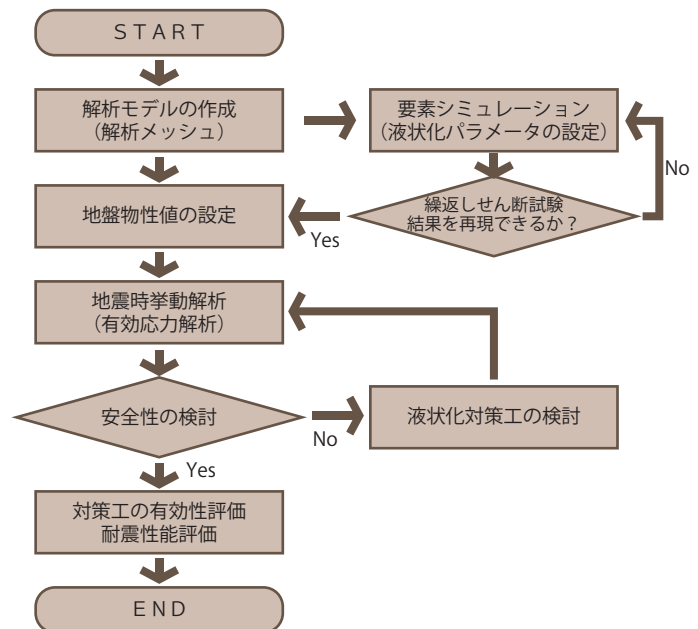 ＳＴＡＲＴ
解析モデルの作成
（解析メッシュ）
要素シミュレーション
（液状化パラメータの設定）
No
地盤物性値の設定
Yes
繰返しせん断試験
結果を再現できるか？
地震時挙動解析
（有効応力解析）
安全性の検討
No
液状化対策工の検討
Yes
対策工の有効性評価
耐震性能評価
ＥＮＤ